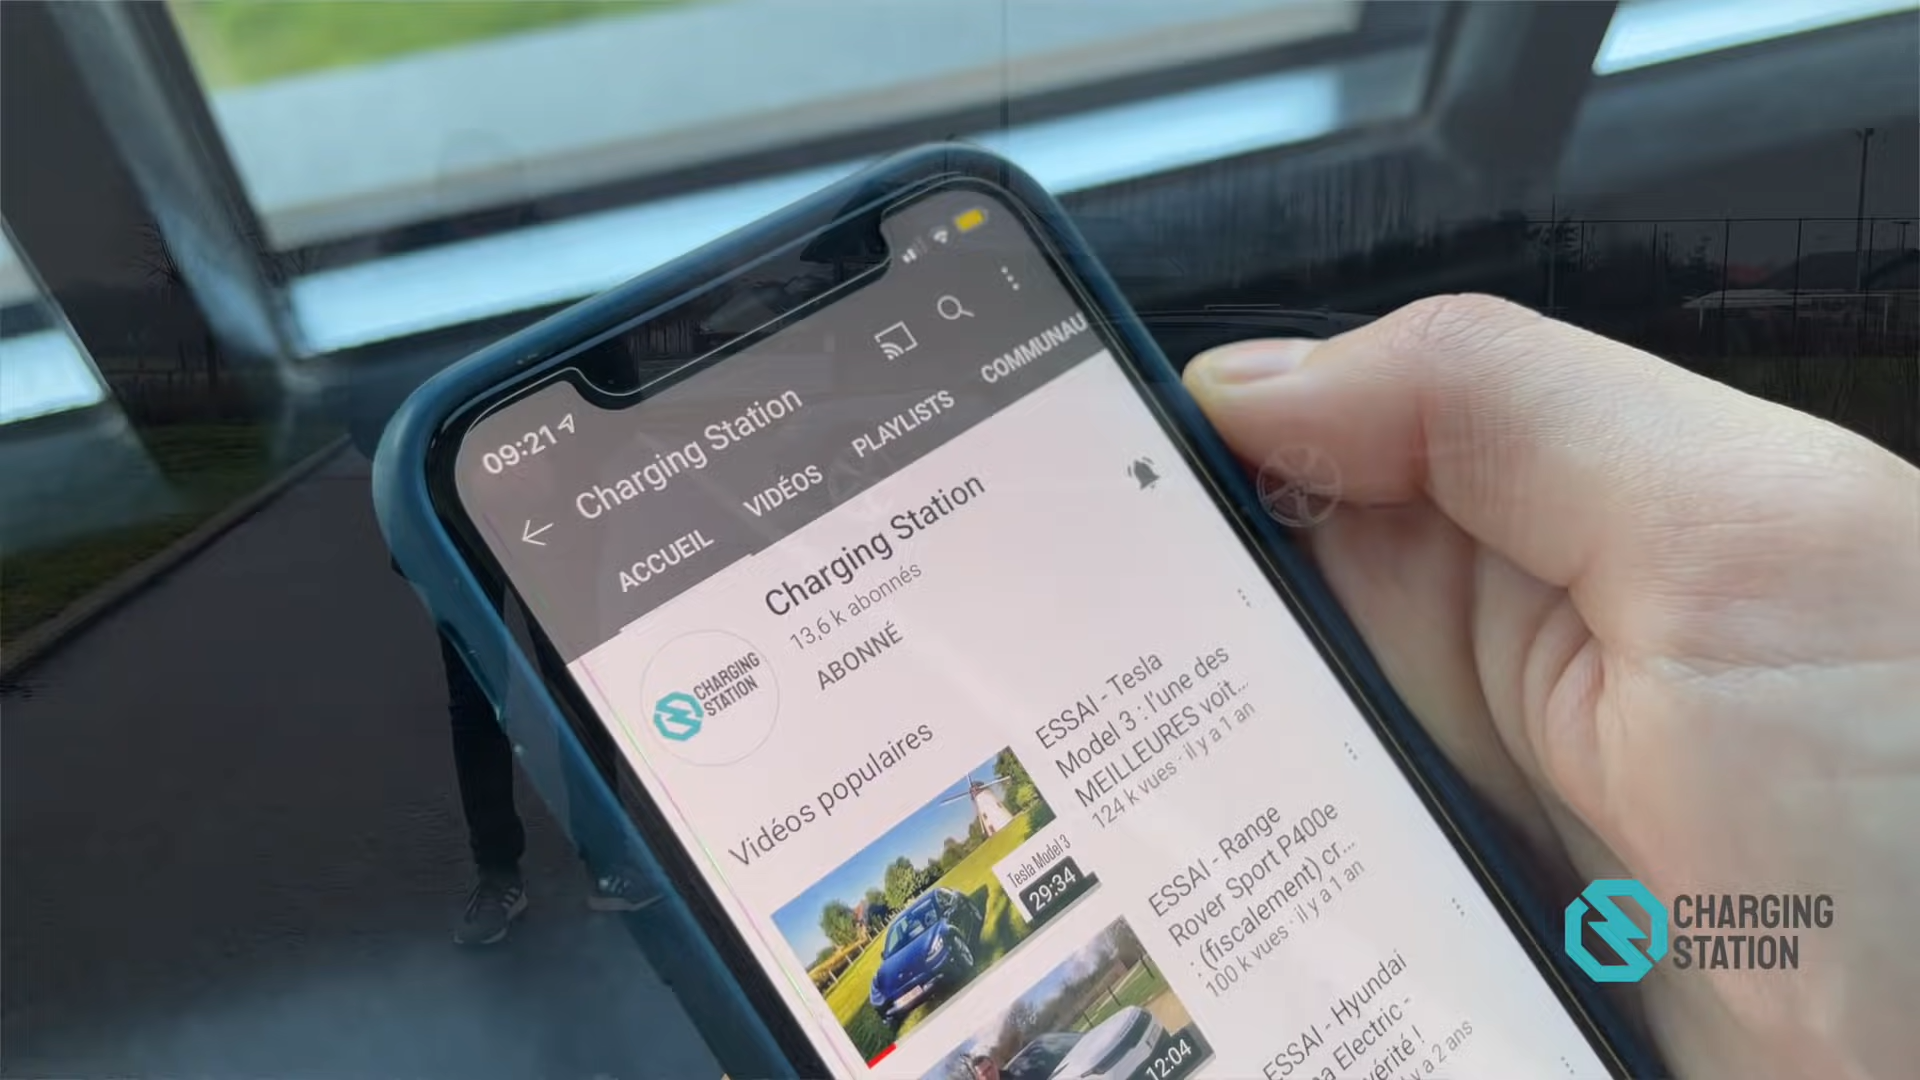 09:21
Charging Station
ACCUEIL VIDÉOS PLAYLISTS COMMUNAU
Charging Station
13,6 k abonnés
ABONNÉ
CHARGING
STATION
Vidéos populaires
ESSAI - Tesla
Model 3 : l'une des
MEILLEURES voit...
124 k vues · il y a 1 an
Tesla Model 3
29:34
ESSAI - Range
Rover Sport P400e
: (fiscalement) cr...
100 k vues · il y a 1 an
12:04
ESSAI - Hyundai
Electric -
vérité !
y a 2 ans
CHARGING
STATION